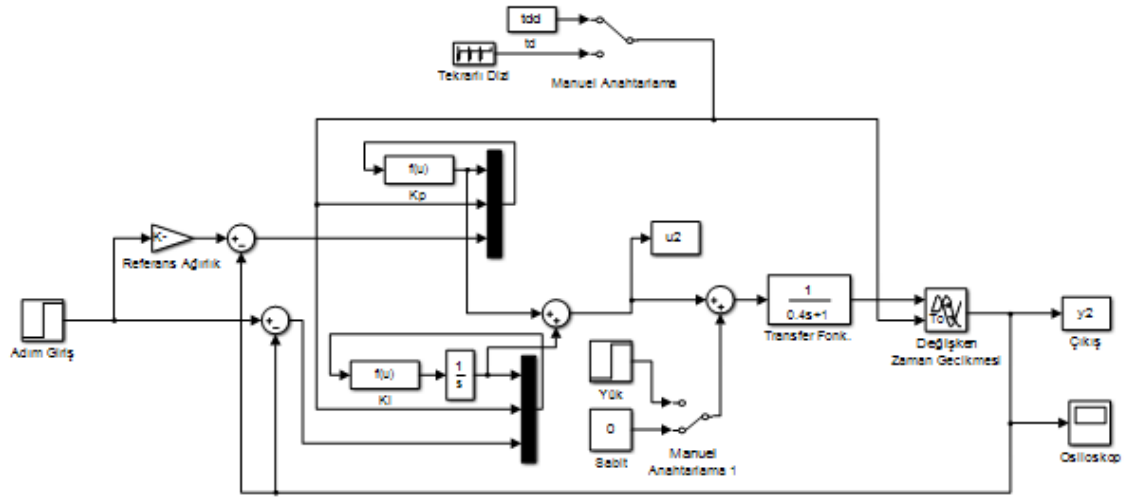 tdd
td
Tekrarlı Dizi
Manuel Anahtarlama
f(u)
Kp
K-
Referans Ağırlık
u2
1
0.4s+1
Transfer Fonk.
To
Değişken
Zaman Gecikmesi
y2
Çıkış
Adım Giriş
f(u)
Ki
1
s
Yük
0
Sabit
Manuel
Anahtarlama 1
Osiloskop